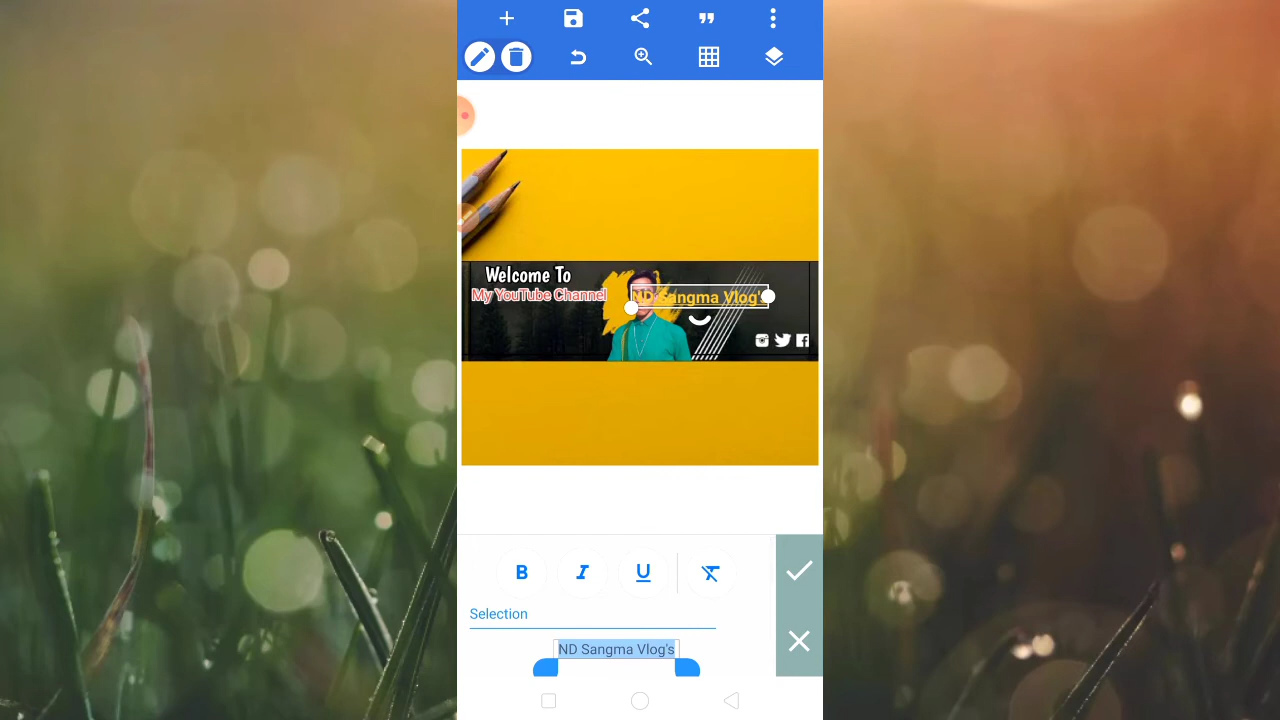 Welcome To
My YouTube Channel
ND Sangma Vlog's
B I U
Selection
ND Sangma Vlog's